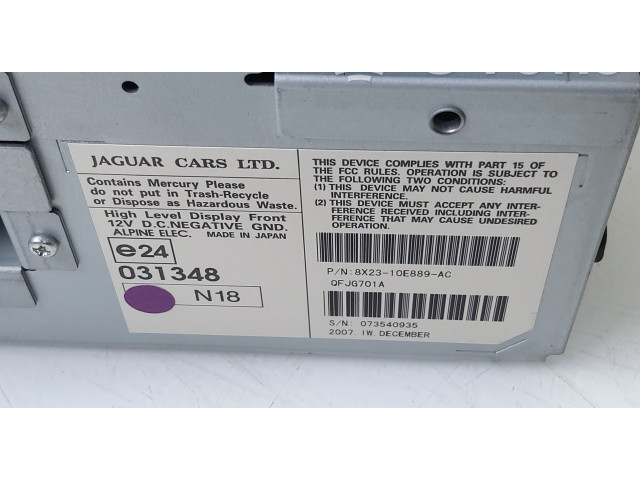 JAGUAR CARS LTD.
Contains Mercury Please
do not put in Trash-Recycle
or Dispose as Hazardous Waste.
High Level Display Front
12V D.C.NEGATIVE GND.
ALPINE ELEC. MADE IN JAPAN
e24
031348
N18
THIS DEVICE COMPLIES WITH PART 15 OF
THE FCC RULES. OPERATION IS SUBJECT
TO THE FOLLOWING TWO CONDITIONS:
(1) THIS DEVICE MAY NOT CAUSE HARMFUL
INTERFERENCE.
(2) THIS DEVICE MUST ACCEPT ANY INTER-
FERENCE RECEIVED INCLUDING INTER-
FERENCE THAT MAY CAUSE UNDESIRED
OPERATION.
P/N:8X23-10E889-AC
QFJG701A
S/N: 073540935
2007. IW. DECEMBER